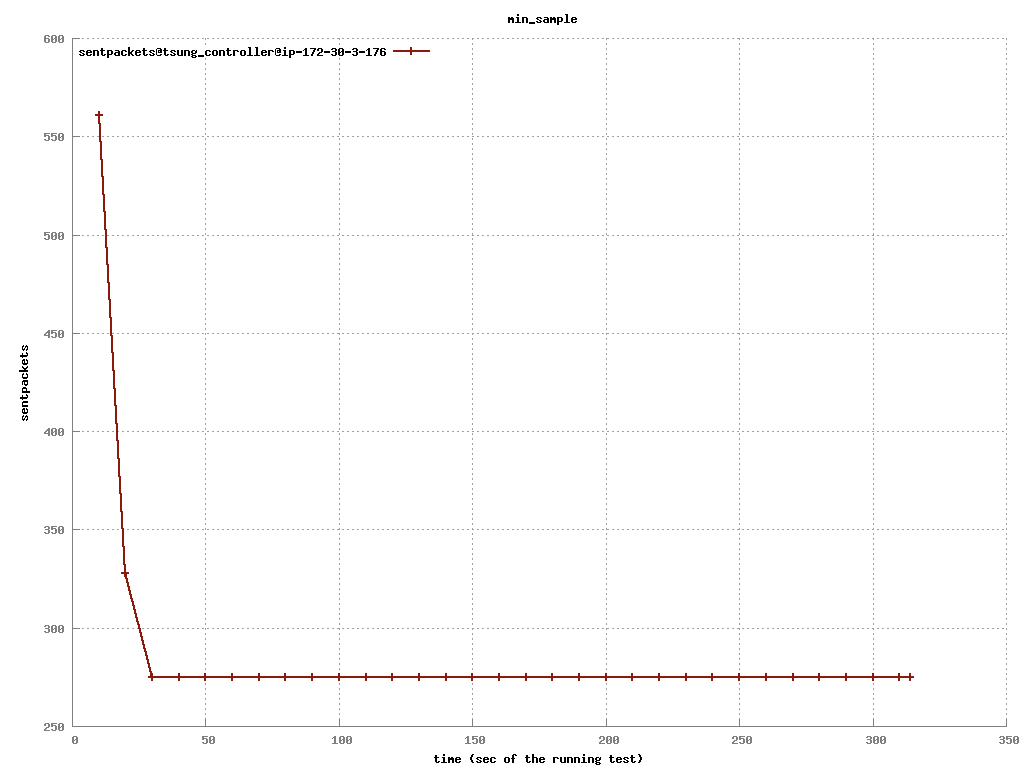 min_sample
sentpackets@tsung_controller@ip-172-30-3-176
600
550
500
450
400
350
300
250
sentpackets
0 50 100 150 200 250 300 350
time (sec of the running test)